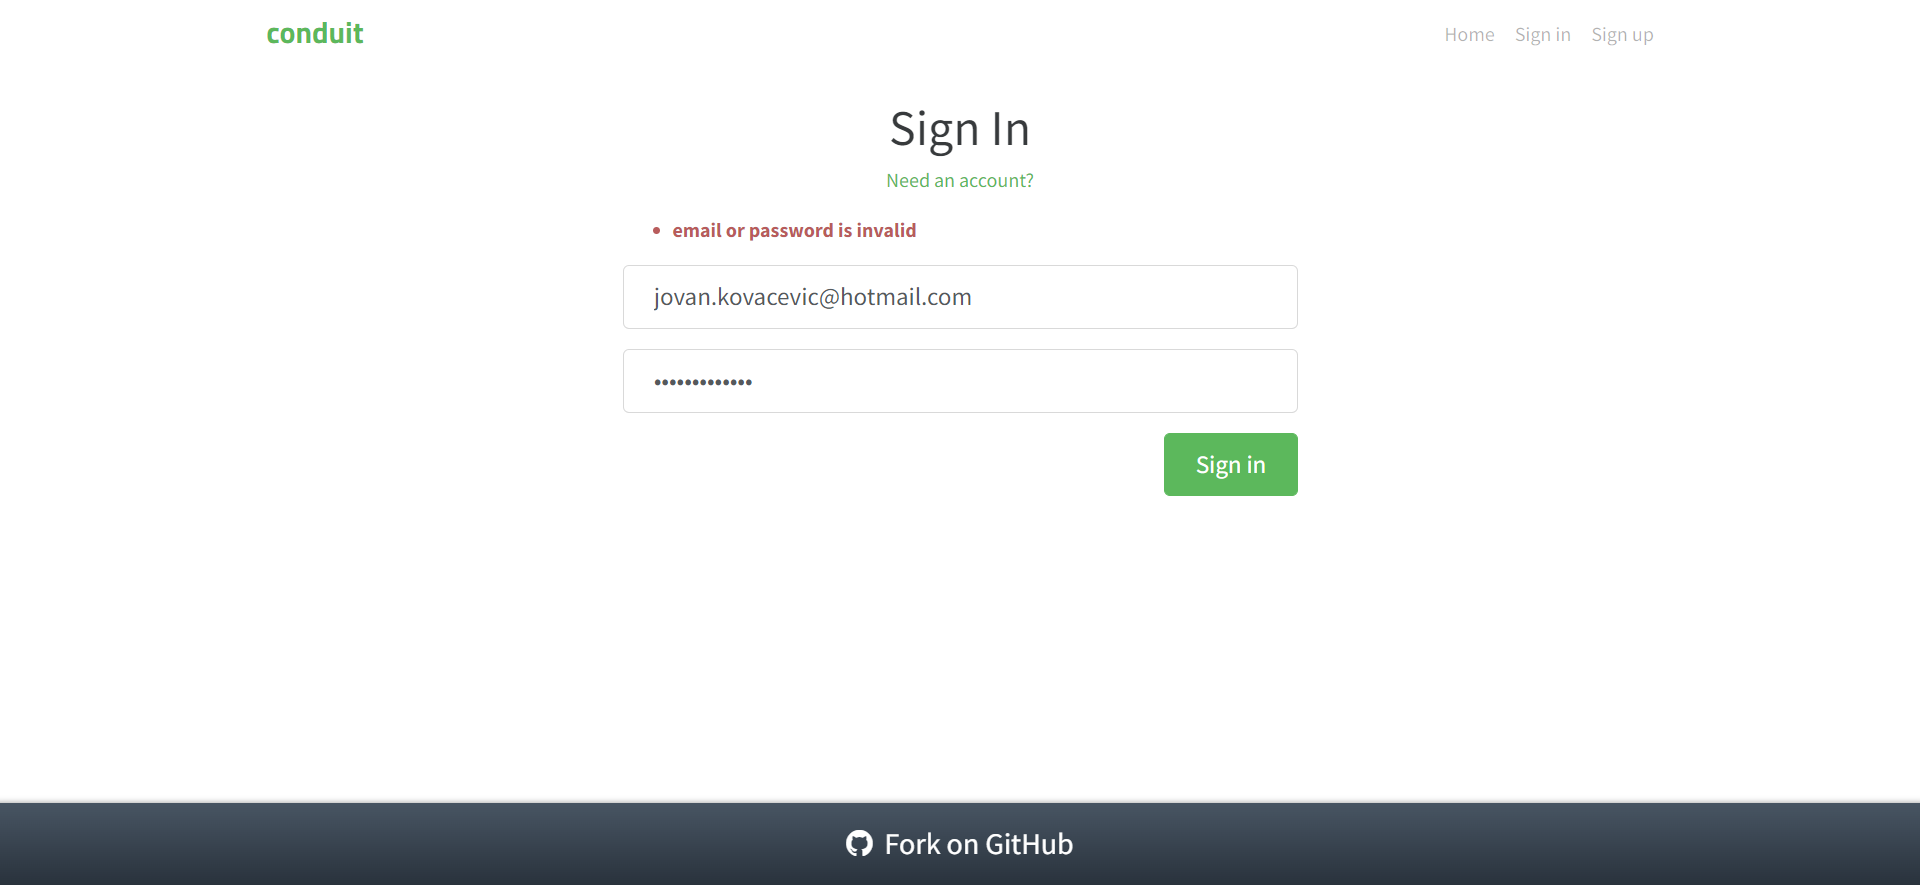 conduit
Home Sign in Sign up
Sign In
Need an account?
• email or password is invalid
jovan.kovacevic@hotmail.com
•••••••••••••
Sign in
Fork on GitHub